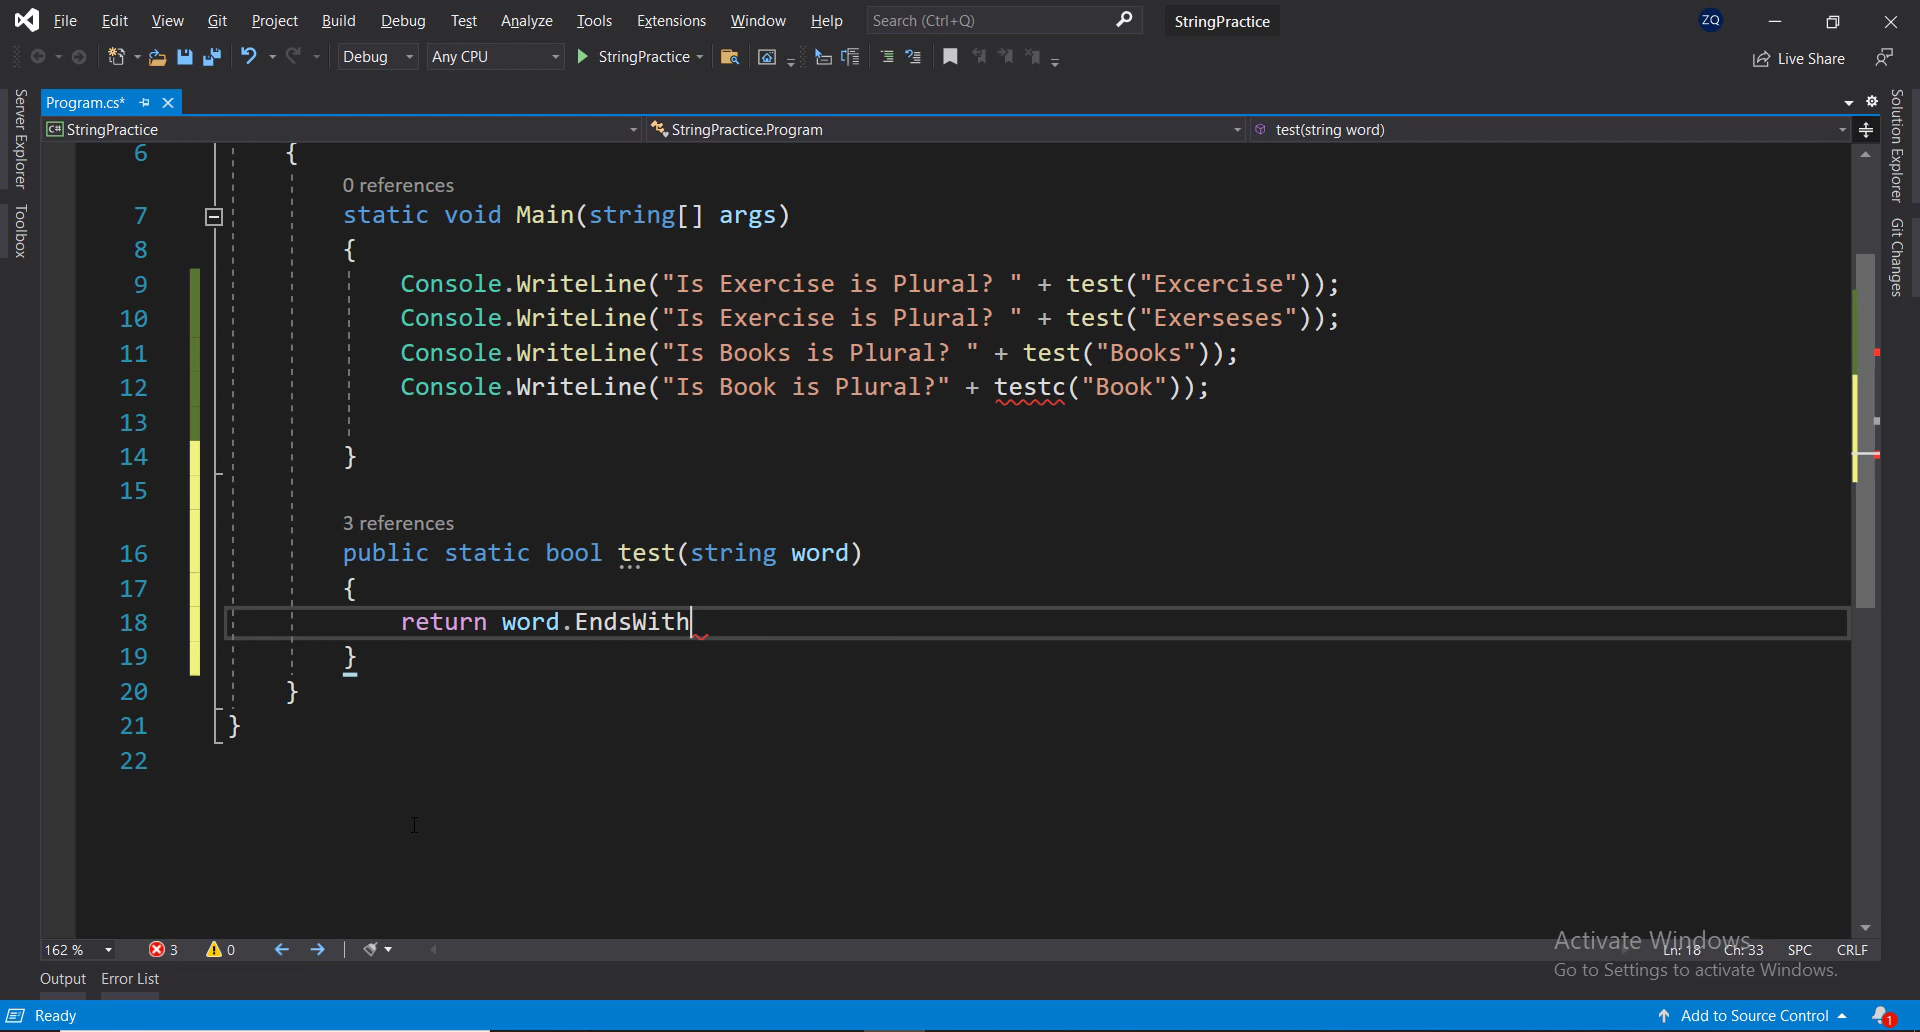 File Edit View Git Project Build Debug Test Analyze Tools Extensions Window Help Search (Ctrl+Q) StringPractice ZQ
Debug Any CPU StringPractice Live Share
Server Explorer
Toolbox
Program.cs*
StringPractice StringPractice.Program test(string word)
Solution Explorer
Git Changes
6 {
0 references
7 static void Main(string[] args)
8 {
9 Console.WriteLine("Is Exercise is Plural? " + test("Excercise"));
10 Console.WriteLine("Is Exercise is Plural? " + test("Exerseses"));
11 Console.WriteLine("Is Books is Plural? " + test("Books"));
12 Console.WriteLine("Is Book is Plural?" + testc("Book"));
13
14 }
15
3 references
16 public static bool test(string word)
17 {
18 return word.EndsWith
19 }
20 }
21 }
22
Activate Windows
Go to Settings to activate Windows.
162 % 3 0 Ln: 18 Ch: 33 SPC CRLF
Output Error List
Ready Add to Source Control 1